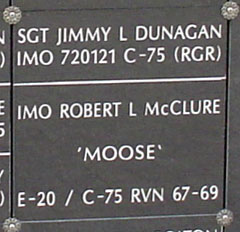 SGT JIMMY L DUNAGAN
IMO 720121 C-75 (RGR)
IMO ROBERT L McCLURE
'MOOSE'
E-20 / C-75 RVN 67-69